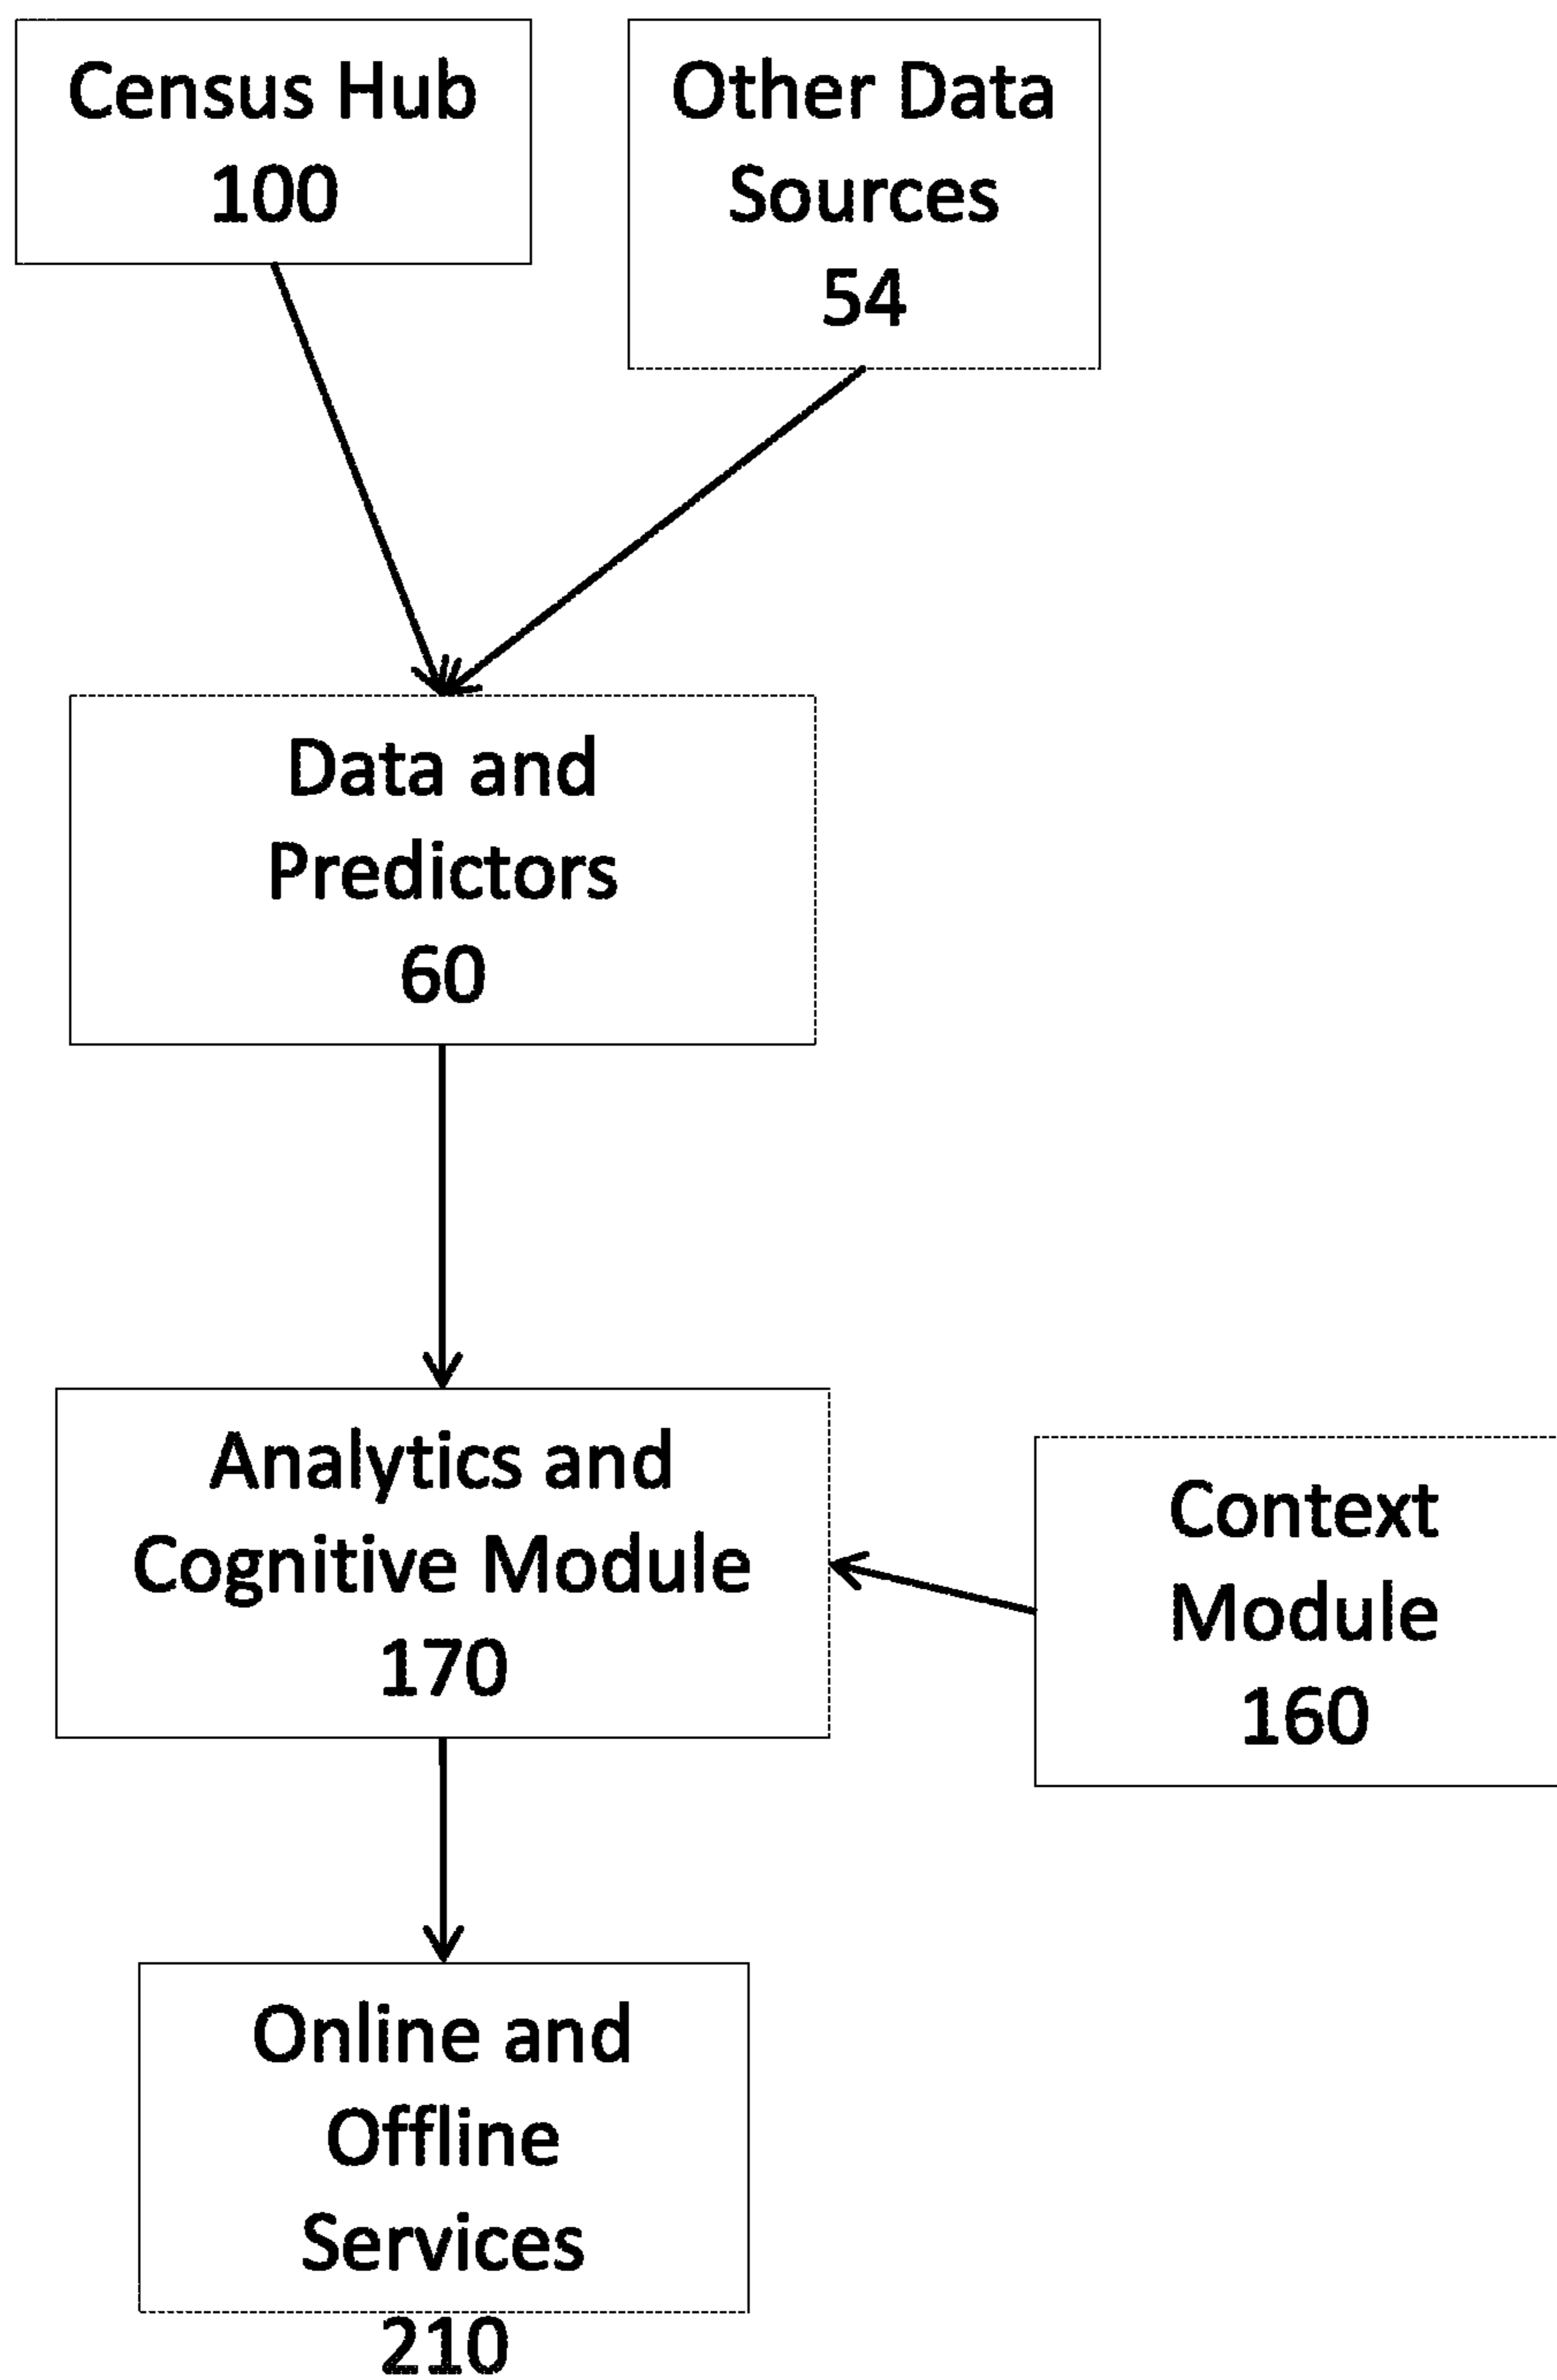 Census Hub
100
Other Data
Sources
54
Data and
Predictors
60
Analytics and
Cognitive Module
170
Context
Module
160
Online and
Offline
Services
210